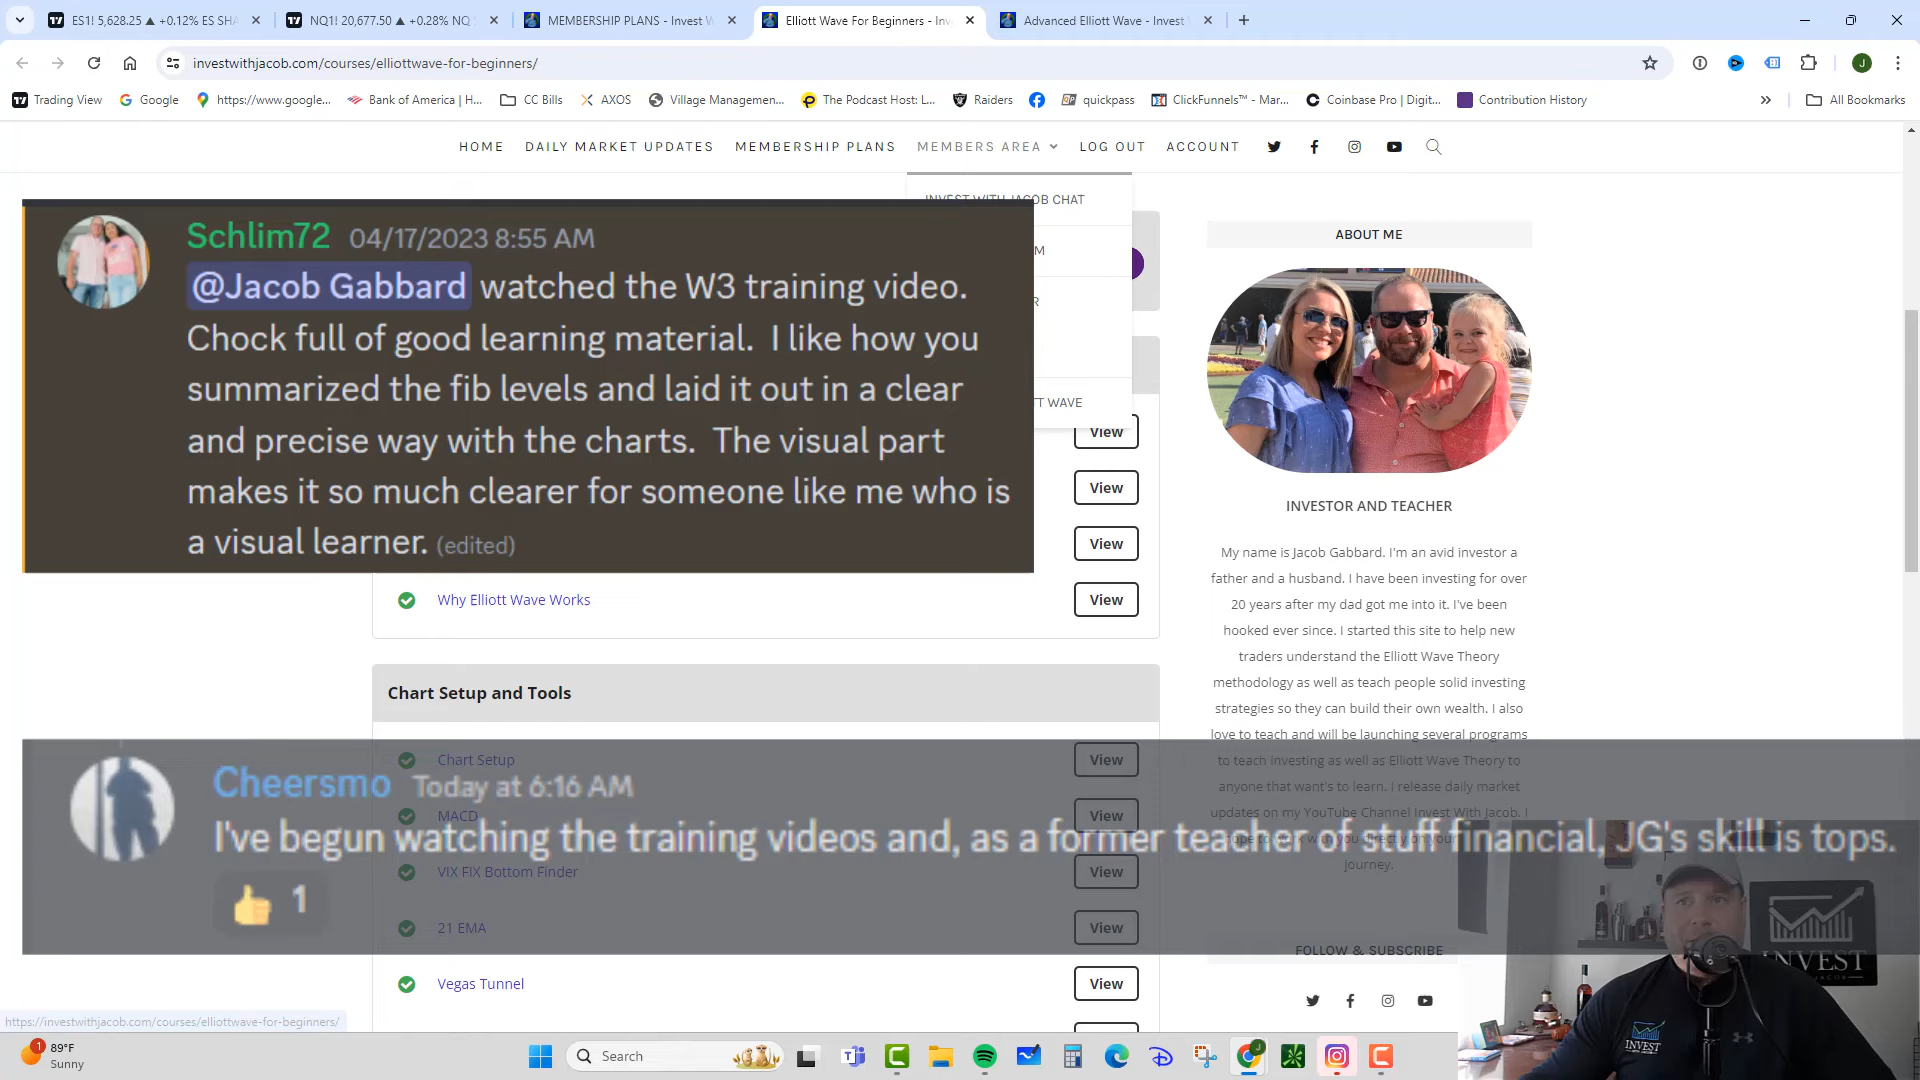 ES1! 5,628.25 ▲ +0.12% ES SHA
NQ1! 20,677.50 ▲ +0.28% NQ
MEMBERSHIP PLANS - Invest W
Elliott Wave For Beginners - Inv
Advanced Elliott Wave - Invest
investwithjacob.com/courses/elliottwave-for-beginners/
Trading View
Google
https://www.google...
Bank of America | H...
CC Bills
AXOS
Village Managemen...
The Podcast Host: L...
Raiders
quickpass
ClickFunnels™ - Mar...
Coinbase Pro | Digit...
Contribution History
All Bookmarks
HOME
DAILY MARKET UPDATES
MEMBERSHIP PLANS
MEMBERS AREA
LOG OUT
ACCOUNT
INVEST WITH JACOB CHAT
Schlim72 04/17/2023 8:55 AM
@Jacob Gabbard watched the W3 training video.
Chock full of good learning material. I like how you
summarized the fib levels and laid it out in a clear
and precise way with the charts. The visual part
makes it so much clearer for someone like me who is
a visual learner. (edited)
M
R
TT WAVE
View
View
View
Why Elliott Wave Works
View
Chart Setup and Tools
Chart Setup
View
MACD
View
VIX FIX Bottom Finder
View
21 EMA
View
Vegas Tunnel
View
Cheersmo Today at 6:16 AM
I've begun watching the training videos and, as a former teacher of stuff financial, JG's skill is tops.
1
ABOUT ME
INVESTOR AND TEACHER
My name is Jacob Gabbard. I'm an avid investor a
father and a husband. I have been investing for over
20 years after my dad got me into it. I've been
hooked ever since. I started this site to help new
traders understand the Elliott Wave Theory
methodology as well as teach people solid investing
strategies so they can build their own wealth. I also
love to teach and will be launching several programs
to teach investing as well as Elliott Wave Theory to
anyone that want's to learn. I release daily market
updates on my YouTube Channel Invest With Jacob. I
journey.
FOLLOW & SUBSCRIBE
INVEST
INVEST
https://investwithjacob.com/courses/elliottwave-for-beginners/
1
89°F
Sunny
Search